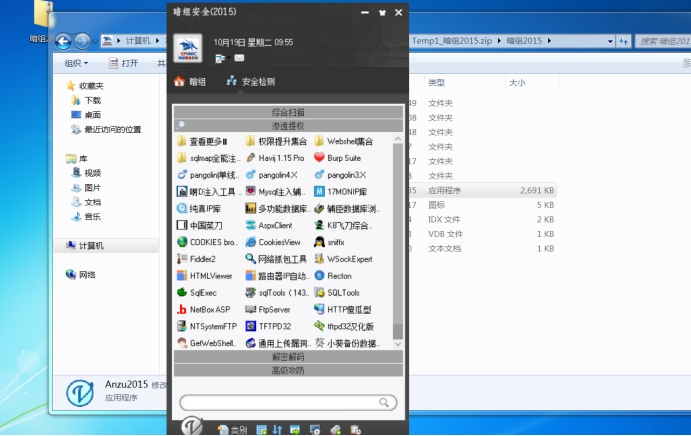 暗组安全(2015)
10月19日 星期二 09:55
暗组 安全检测
综合扫描
渗透提权
查看更多 权限提升集合 Webshell集合
sqlmap全能注.. Havij 1.15 Pro Burp Suite
pangolin(单线.. pangolin4.X pangolin3.X
啊D注入工具.. Mysql注入辅.. 17MONIP库
纯真IP库 多功能数据库.. 辅臣数据库浏..
中国菜刀 AspxClient K8飞刀综合..
COOKIES bro.. CookiesView sniffx
Fiddler2 网络抓包工具 WSockExpert
HTMLViewer 路由器IP自动.. Recton
SqlExec sqlTools（143.. SQLTools
NetBox ASP FtpServer HTTP傻瓜型
NTSystemFTP TFTPD32 tftpd32汉化版
GetWebShell.. 通用上传漏洞.. 小葵备份数据..
解密解码
高级攻防
类别
计算机
Temp1_暗组2015.zip 暗组2015
搜索 暗组201
组织 打开
收藏夹
下载
桌面
最近访问的位置
库
视频
图片
文档
音乐
计算机
网络
类型 大小
文件夹
文件夹
文件夹
文件夹
文件夹
应用程序 2,691 KB
图标 5 KB
IDX 文件 2 KB
VDB 文件 1 KB
文本文档 1 KB
Anzu2015 修改
应用程序